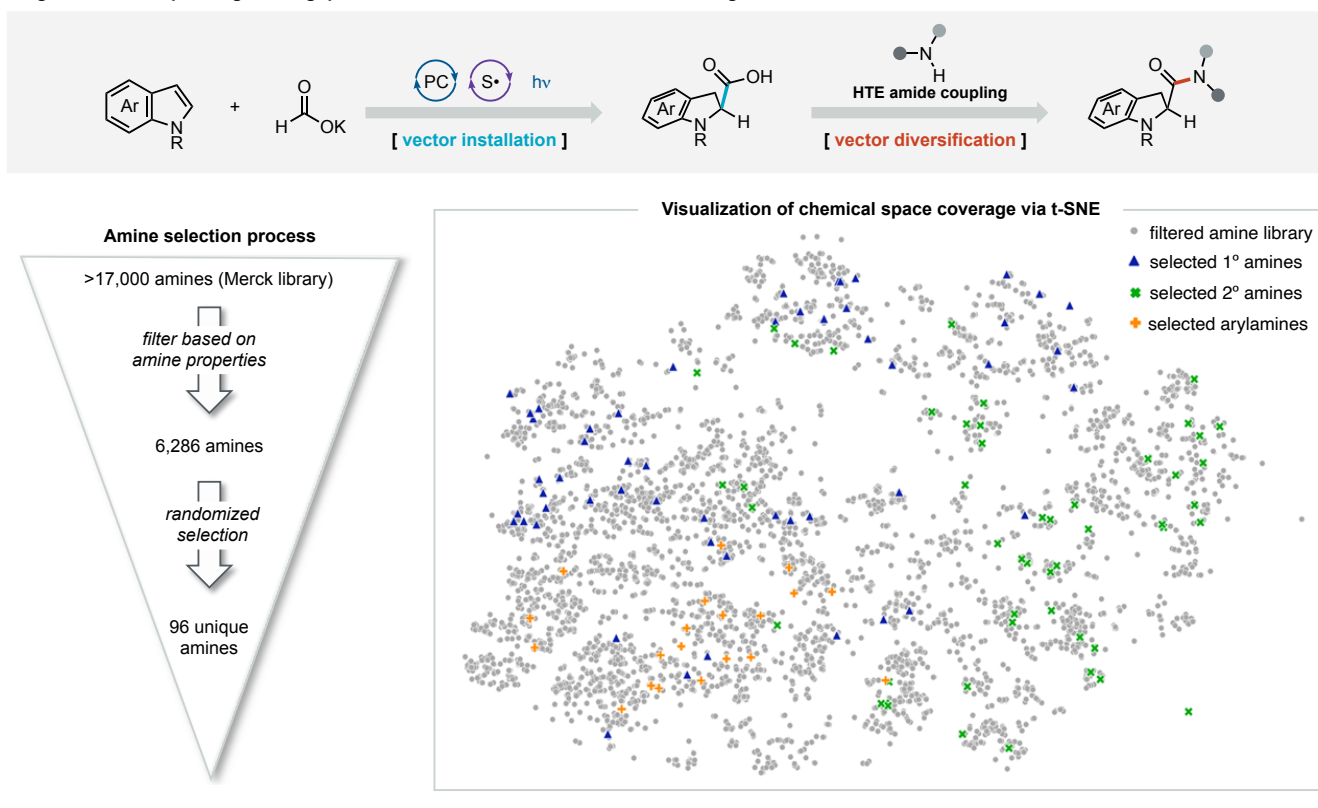 Ar
N
R
+
O
H
OK
PC
S•
hν
[ vector installation ]
O
OH
Ar
N
R
H
N
H
HTE amide coupling
[ vector diversification ]
O
N
Ar
N
R
H
Amine selection process
>17,000 amines (Merck library)
filter based on
amine properties
6,286 amines
randomized
selection
96 unique
amines
Visualization of chemical space coverage via t-SNE
filtered amine library
selected 1º amines
selected 2º amines
selected arylamines